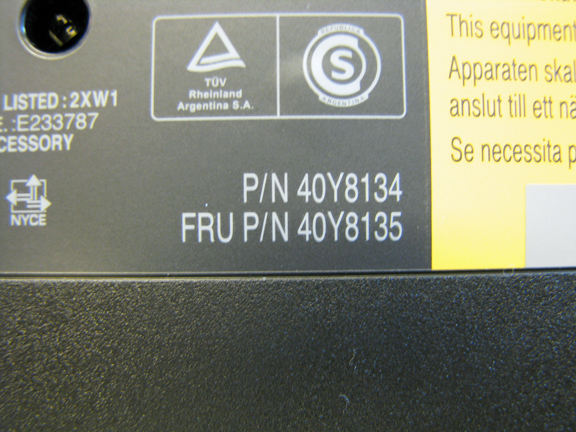 LISTED : 2XW1
E233787
CESSORY
NYCE
TÜV
Rheinland
Argentina S.A.
REPUBLICA
S
ARGENTINA
P/N 40Y8134
FRU P/N 40Y8135
This equipment
Apparaten skal
anslut till ett nä
Se necessita p